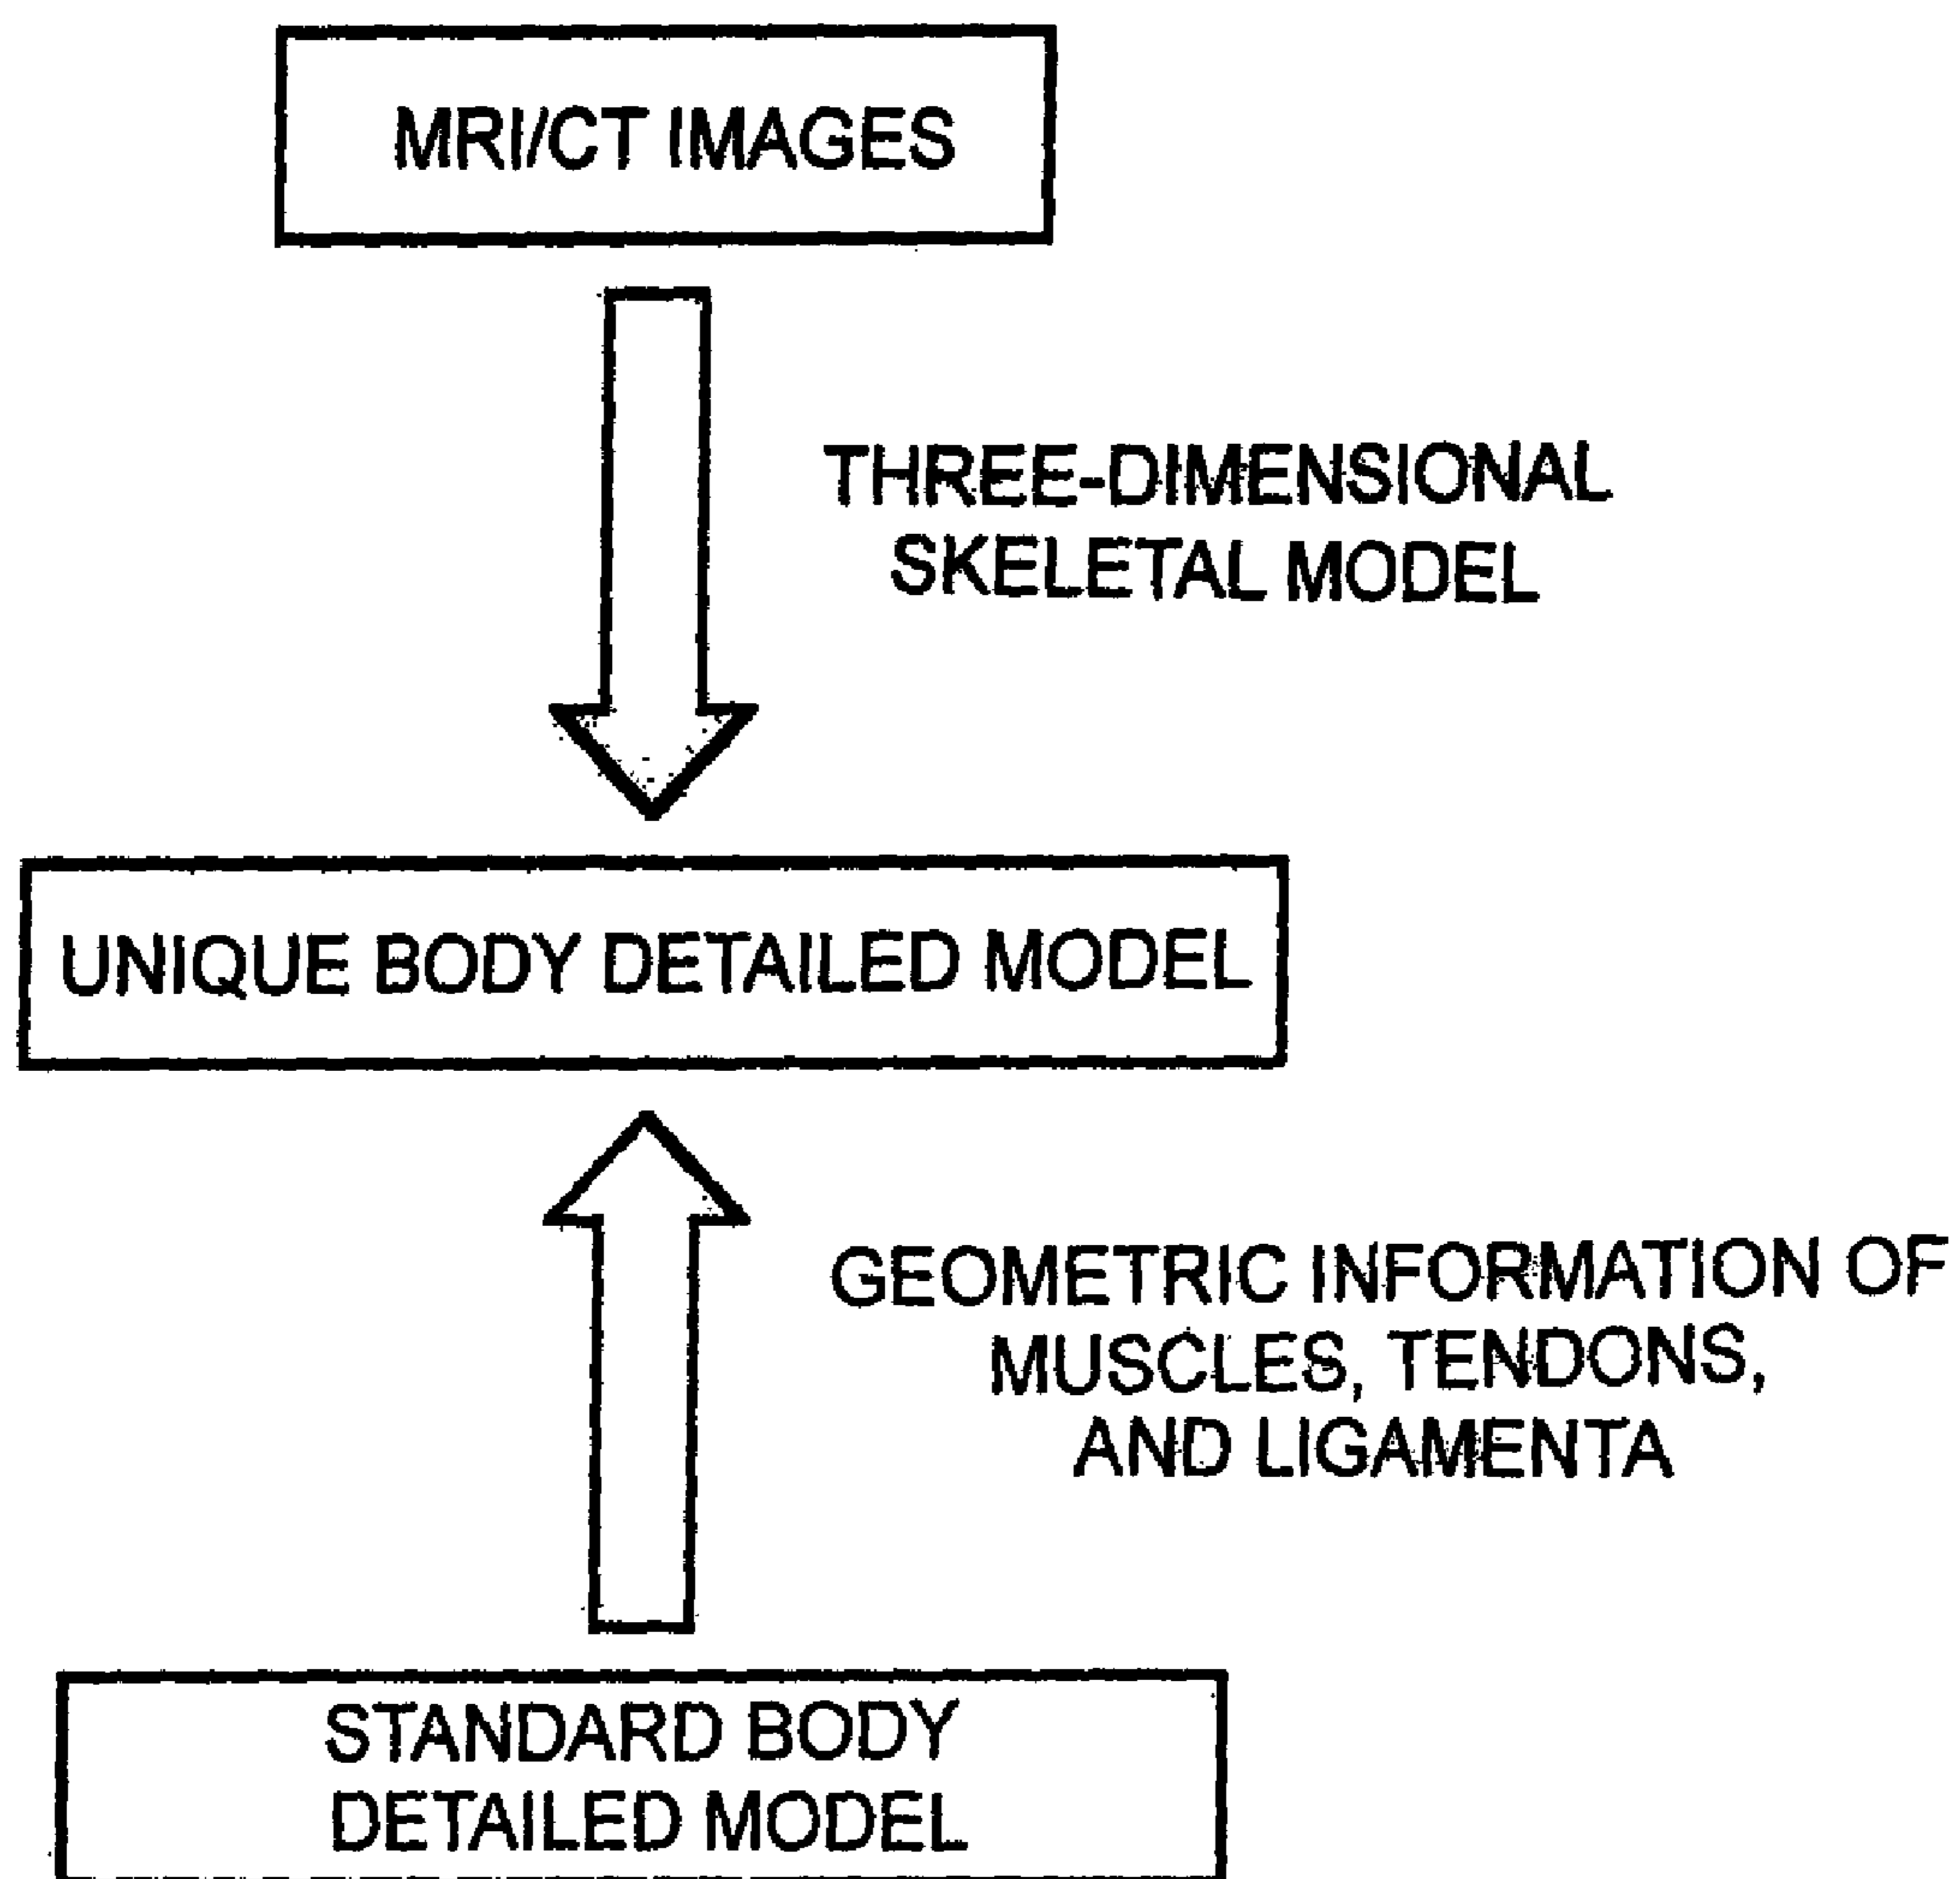 MRI/CT IMAGES
THREE-DIMENSIONAL
SKELETAL MODEL
UNIQUE BODY DETAILED MODEL
GEOMETRIC INFORMATION OF
MUSCLES, TENDONS,
AND LIGAMENTA
STANDARD BODY
DETAILED MODEL